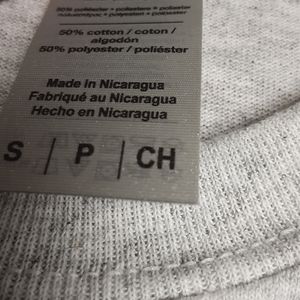 50% cotton / coton /
algodón
50% polyester / poliéster
Made in Nicaragua
Fabriqué au Nicaragua
Hecho en Nicaragua
S | P | CH